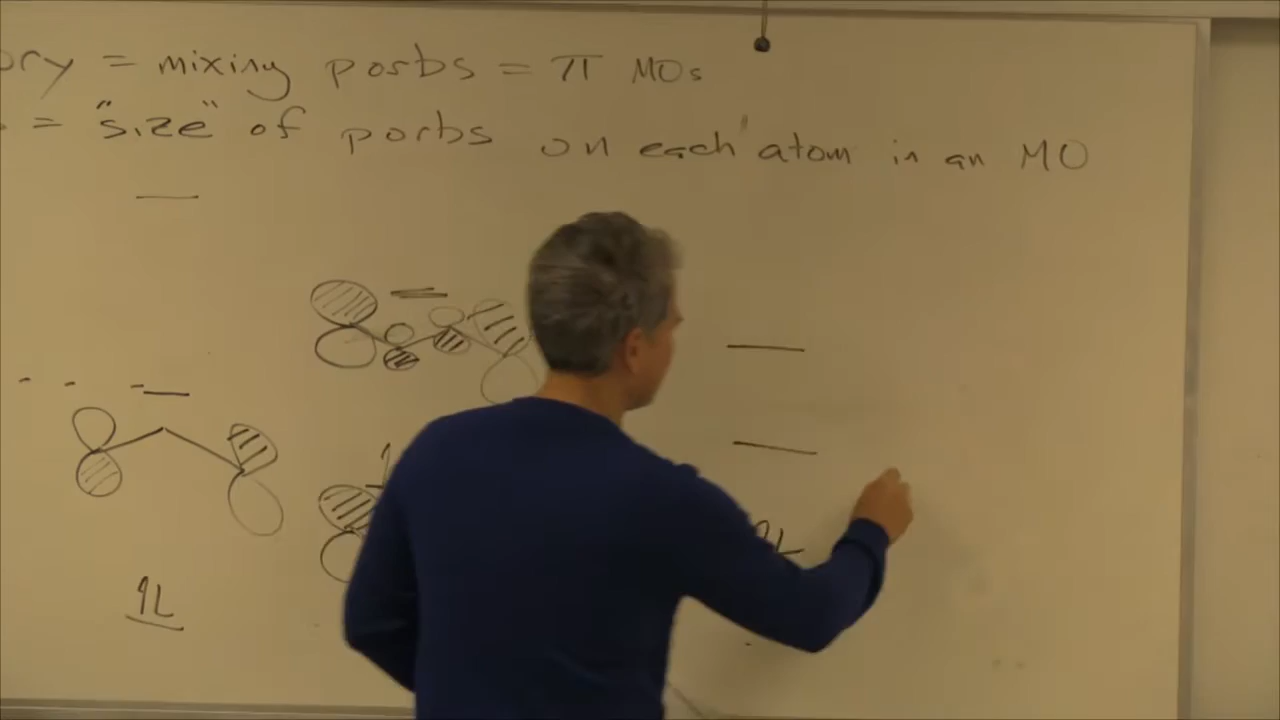 ory = mixing porbs = π MOs
= "size" of porbs on each atom in an MO